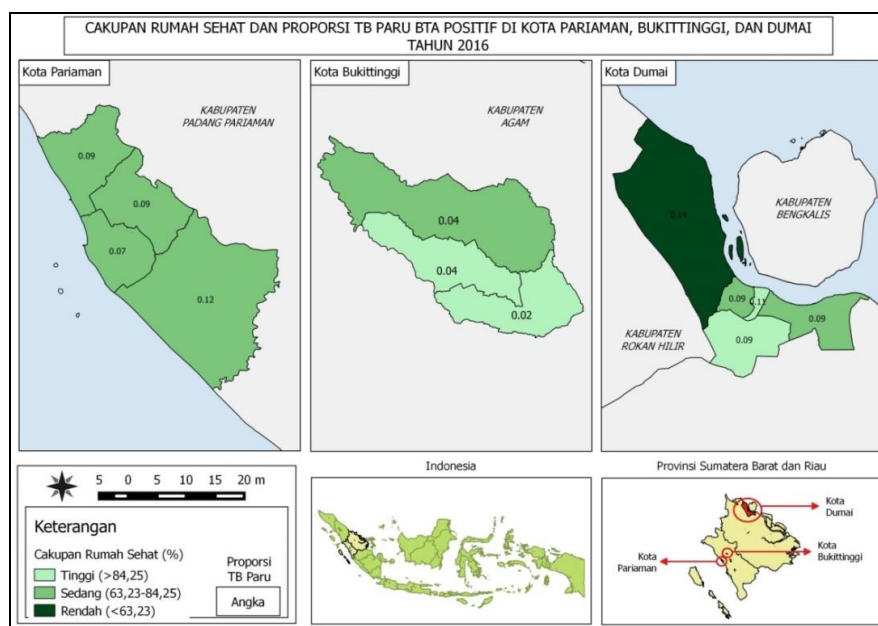 CAKUPAN RUMAH SEHAT DAN PROPORSI TB PARU BTA POSITIF DI KOTA PARIAMAN, BUKITTINGGI, DAN DUMAI
TAHUN 2016
Kota Pariaman
KABUPATEN
PADANG PARIAMAN
0.09
0.09
0.07
0.12
Kota Bukittinggi
KABUPATEN
AGAM
0.04
0.04
0.02
Kota Dumai
KABUPATEN
BENGKALIS
0.14
0.09
0.11
0.09
0.09
KABUPATEN
ROKAN HILIR
5 0 5 10 15 20 m
Keterangan
Cakupan Rumah Sehat (%)
Tinggi (>84,25)
Sedang (63,23-84,25)
Rendah (<63,23)
Proporsi
TB Paru
Angka
Indonesia
Provinsi Sumatera Barat dan Riau
Kota
Dumai
Kota
Pariaman
Kota
Bukittinggi